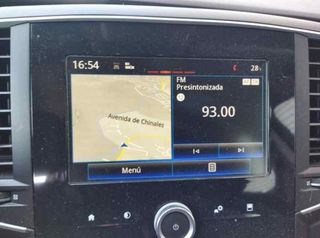 16:54
28
FM
Presintonizada
93.00
Avenida de Chinales
Menú